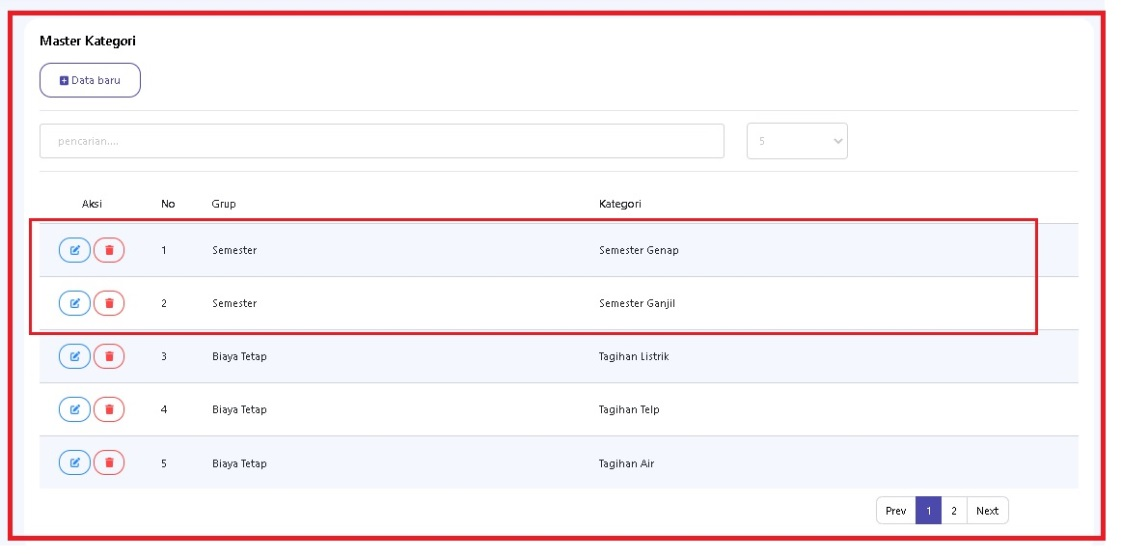 Master Kategori
Data baru
pencarian.... 5
Aksi No Grup Kategori
1 Semester Semester Genap
2 Semester Semester Ganjil
3 Biaya Tetap Tagihan Listrik
4 Biaya Tetap Tagihan Telp
5 Biaya Tetap Tagihan Air
Prev 1 2 Next